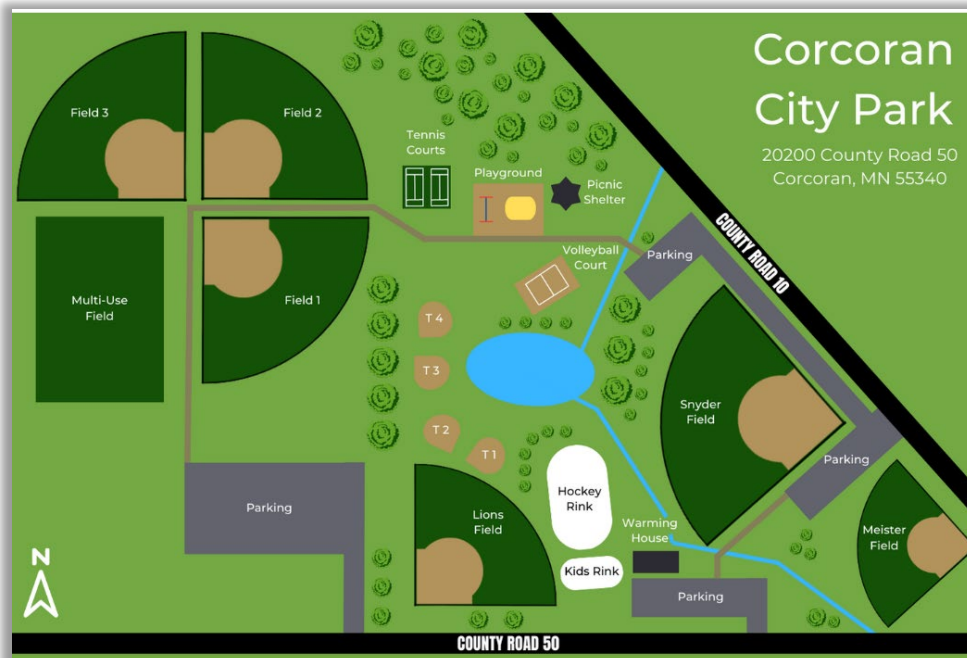 Corcoran
City Park
20200 County Road 50
Corcoran, MN 55340
Field 3
Field 2
Tennis
Courts
Playground
Picnic
Shelter
COUNTY ROAD 10
Volleyball
Court
Parking
Multi-Use
Field
Field 1
T 4
T 3
T 2
T 1
Snyder
Field
Parking
Parking
Lions
Field
Hockey
Rink
Warming
House
Meister
Field
Kids Rink
Parking
N
COUNTY ROAD 50